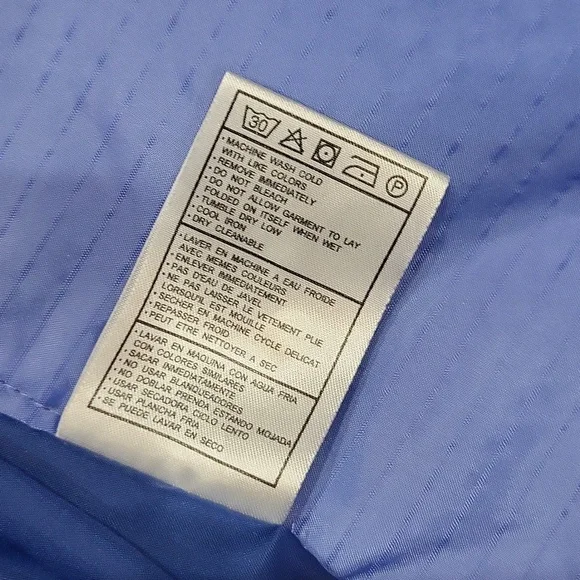 30 P
· MACHINE WASH COLD
WITH LIKE COLORS
· REMOVE IMMEDIATELY
· DO NOT BLEACH
· DO NOT ALLOW GARMENT TO LAY
FOLDED ON ITSELF WHEN WET
· TUMBLE DRY LOW
· COOL IRON
· DRY CLEANABLE
· LAVER EN MACHINE A EAU FROIDE
AVEC MEMES COULEURS
· ENLEVER IMMEDIATEMENT
· PAS D'EAU DE JAVEL
· NE PAS LAISSER LE VETEMENT PLIE
LORSQU'IL EST MOUILLE
· SECHER EN MACHINE CYCLE DELICAT
· REPASSER FROID
· PEUT ETRE NETTOYER A SEC
· LAVAR EN MAQUINA CON AGUA FRIA
CON COLORES SIMILARES
· SACAR INMEDIATAMENTE
· NO USAR BLANQUEADORES
· NO DOBLAR PRENDA ESTANDO MOJADA
· USAR SECADORA CICLO LENTO
· USAR PLANCHA FRIA
· SE PUEDE LAVAR EN SECO